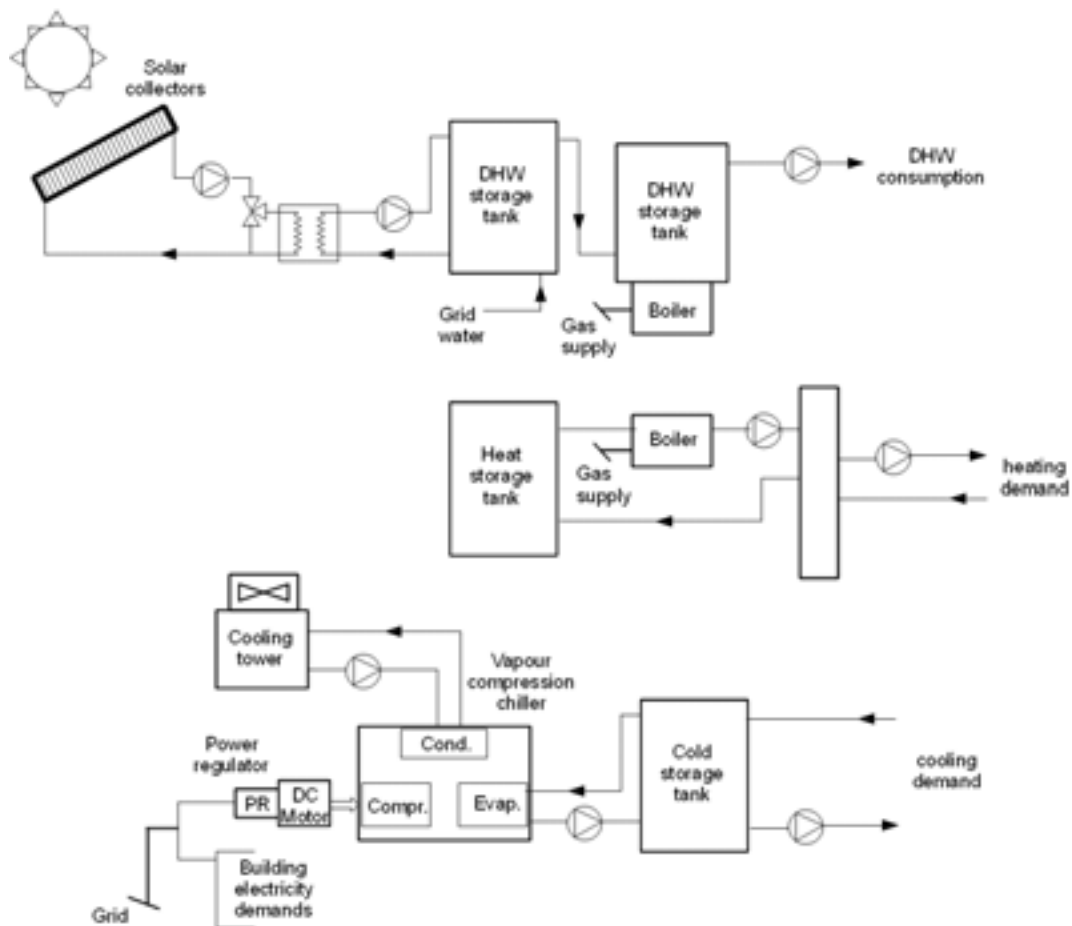 Solar
collectors
DHW
storage
tank
DHW
storage
tank
DHW
consumption
Grid
water
Gas
supply
Boiler
Heat
storage
tank
Boiler
Gas
supply
heating
demand
Cooling
tower
Vapour
compression
chiller
Cond.
Power
regulator
PR
DC
Motor
Compr.
Evap.
Cold
storage
tank
cooling
demand
Building
electricity
demands
Grid